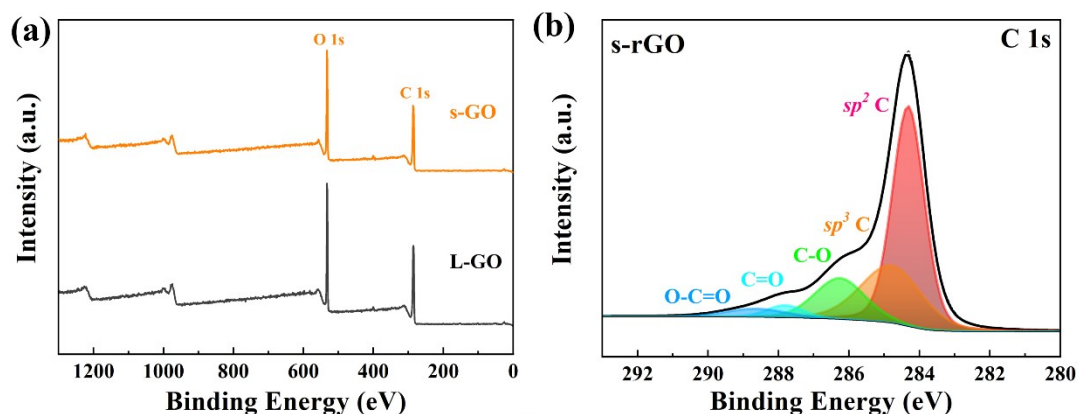 (a)
O 1s
C 1s
s-GO
L-GO
Intensity (a.u.)
1200 1000 800 600 400 200 0
Binding Energy (eV)
(b)
s-rGO
C 1s
sp² C
sp³ C
C-O
C=O
O-C=O
Intensity (a.u.)
292 290 288 286 284 282 280
Binding Energy (eV)